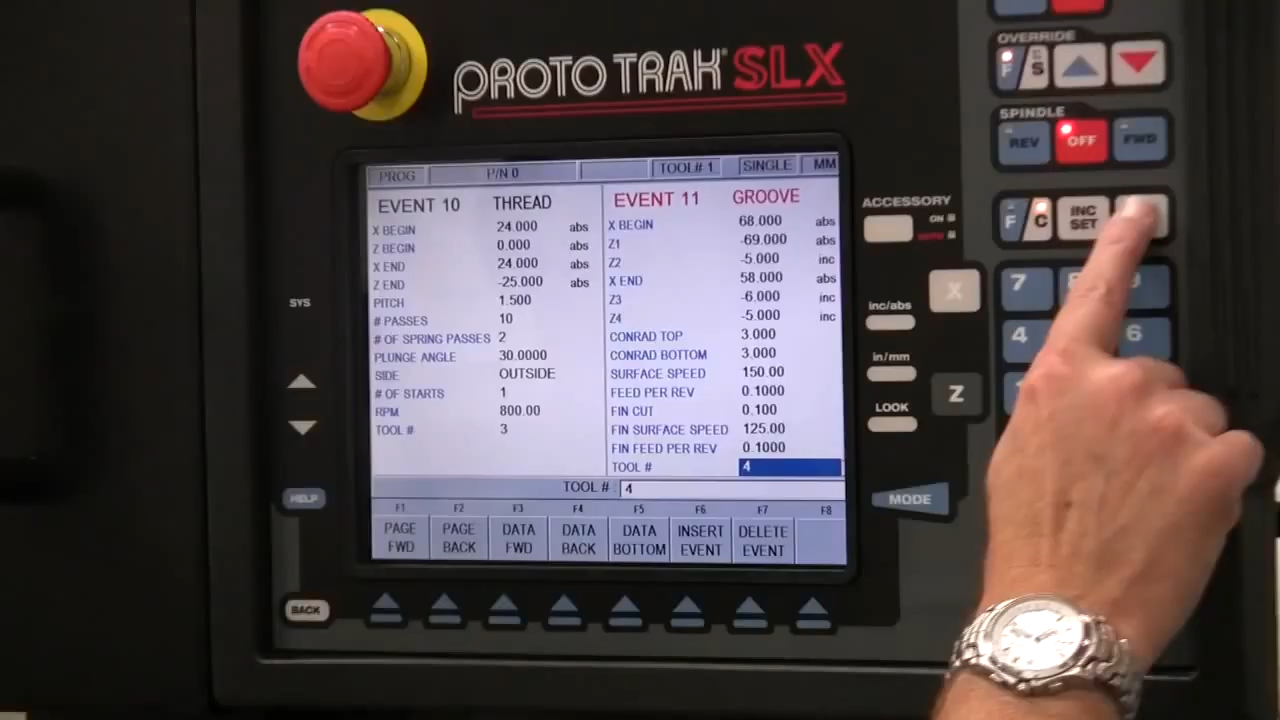 PROTO TRAK SLX
OVERRIDE
F/S
SPINDLE
REV OFF FWD
F/C INC SET
ACCESSORY
ON
X
7
4 6
inc/abs
in/mm
LOOK
Z
MODE
SYS
HELP
BACK
PROG P/N 0 TOOL# 1 SINGLE MM
EVENT 10 THREAD
X BEGIN 24.000 abs
Z BEGIN 0.000 abs
X END 24.000 abs
Z END -25.000 abs
PITCH 1.500
# PASSES 10
# OF SPRING PASSES 2
PLUNGE ANGLE 30.0000
SIDE OUTSIDE
# OF STARTS 1
RPM 800.00
TOOL # 3
EVENT 11 GROOVE
X BEGIN 68.000 abs
Z1 -69.000 abs
Z2 -5.000 inc
X END 58.000 abs
Z3 -6.000 inc
Z4 -5.000 inc
CONRAD TOP 3.000
CONRAD BOTTOM 3.000
SURFACE SPEED 150.00
FEED PER REV 0.1000
FIN CUT 0.100
FIN SURFACE SPEED 125.00
FIN FEED PER REV 0.1000
TOOL # 4
TOOL # 4
F1 F2 F3 F4 F5 F6 F7 F8
PAGE FWD
PAGE BACK
DATA FWD
DATA BACK
DATA BOTTOM
INSERT EVENT
DELETE EVENT